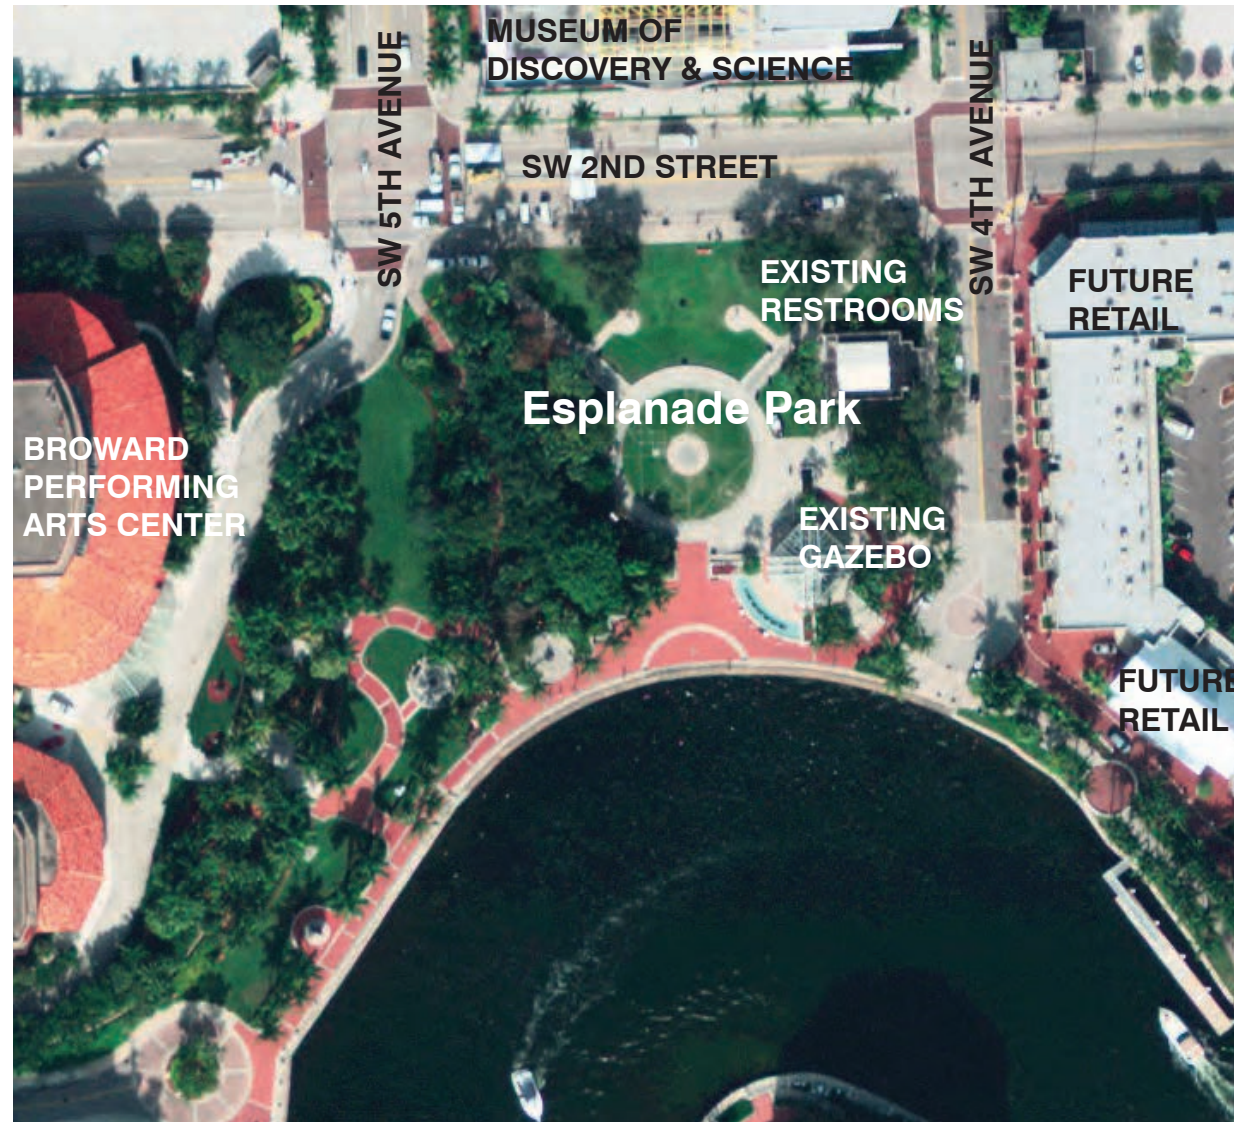 MUSEUM OF
DISCOVERY & SCIENCE
SW 5TH AVENUE
SW 4TH AVENUE
SW 2ND STREET
EXISTING
RESTROOMS
FUTURE
RETAIL
Esplanade Park
BROWARD
PERFORMING
ARTS CENTER
EXISTING
GAZEBO
FUTURE
RETAIL